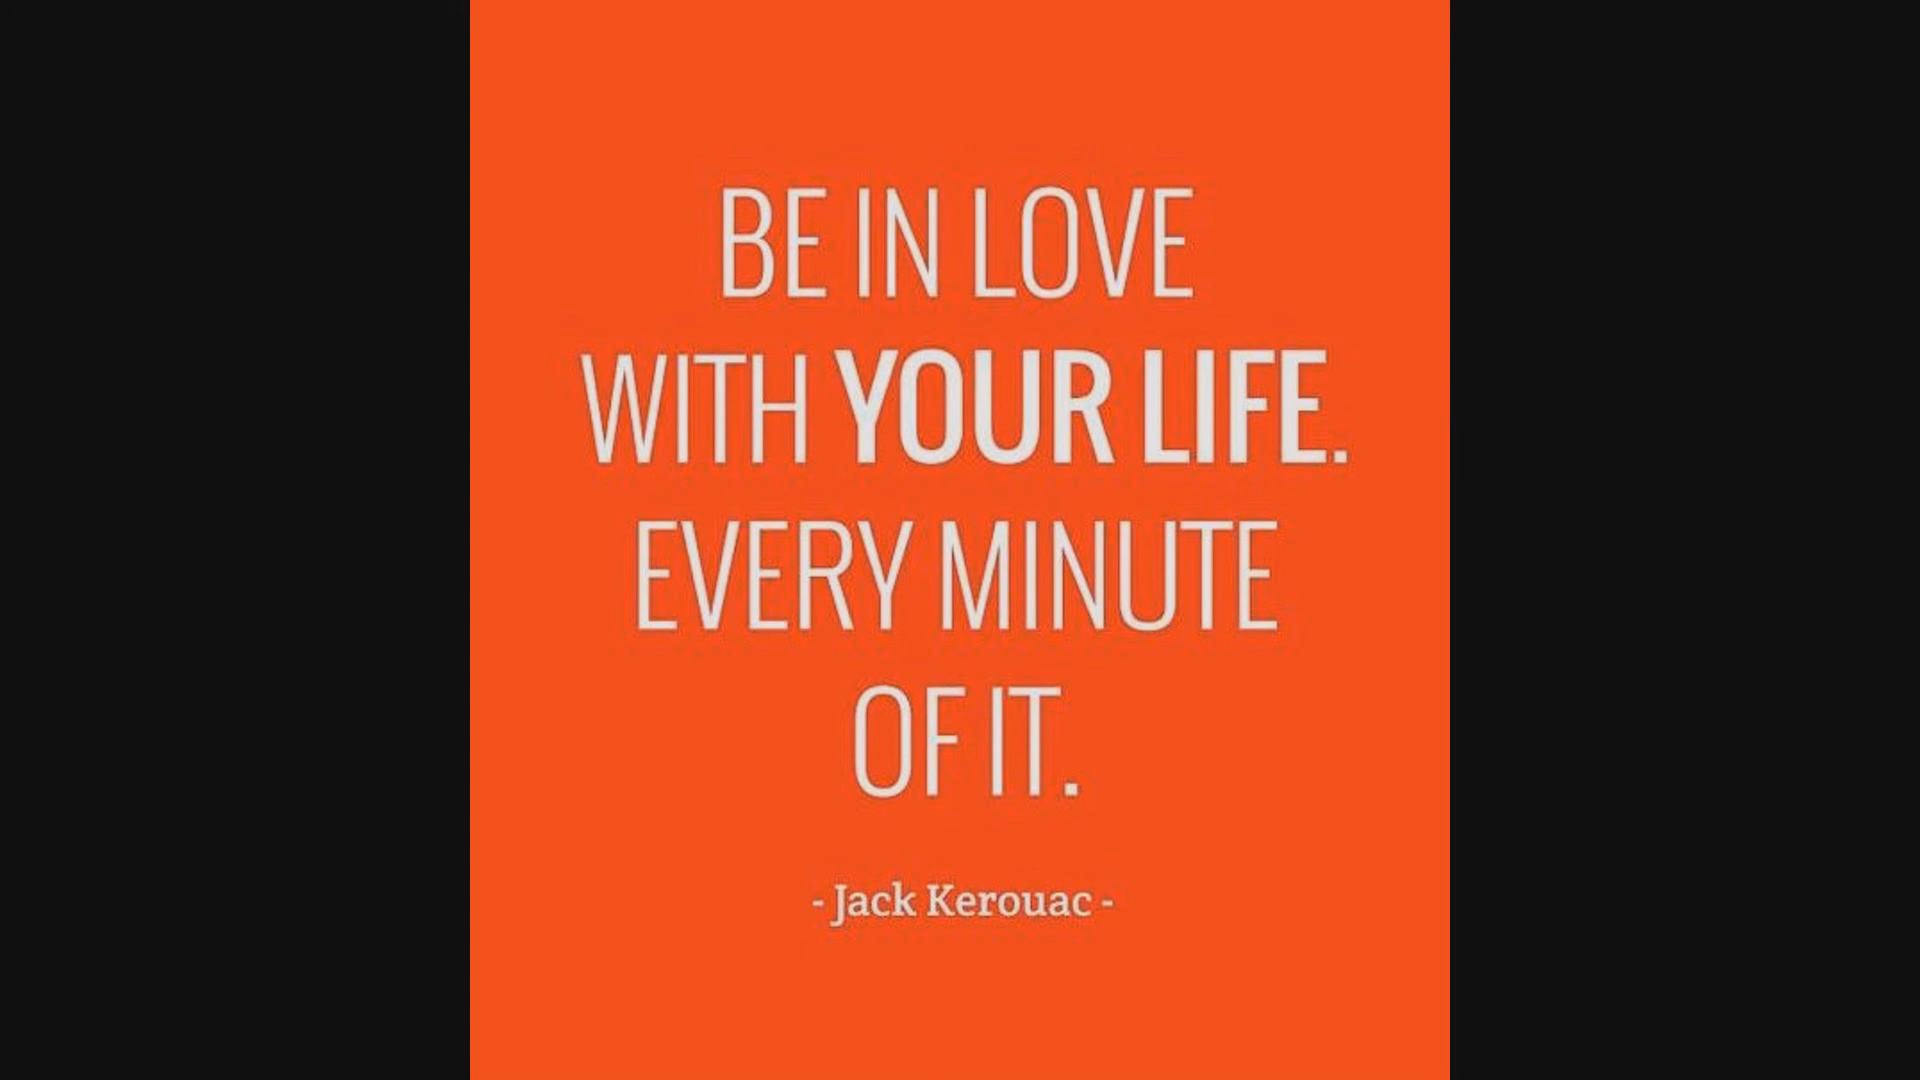 BE IN LOVE
WITH YOUR LIFE.
EVERY MINUTE
OF IT.
- Jack Kerouac -